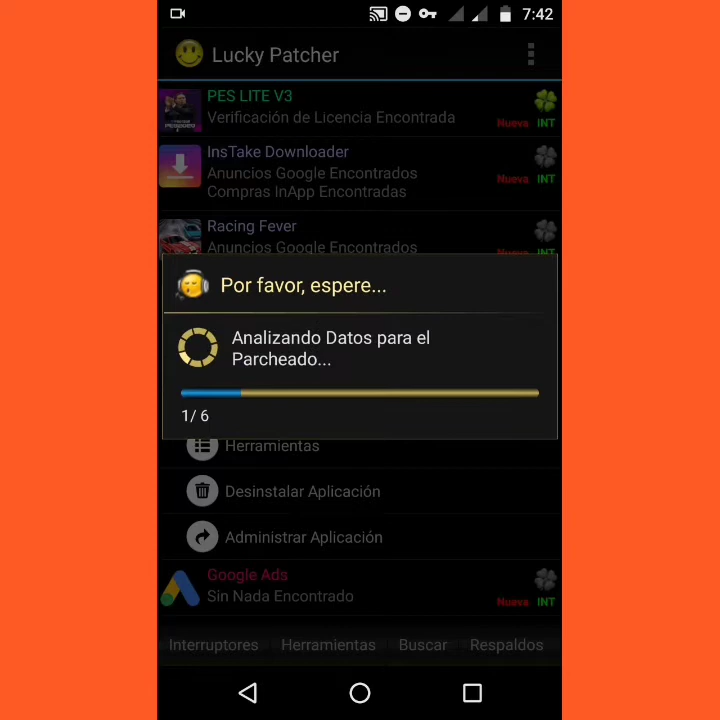 7:42
Lucky Patcher
PES LITE V3
Verificación de Licencia Encontrada
Nueva INT
InsTake Downloader
Anuncios Google Encontrados
Compras InApp Encontradas
Nueva INT
Racing Fever
Anuncios Google Encontrados
Nueva INT
Por favor, espere...
Analizando Datos para el
Parcheado...
1/ 6
Herramientas
Desinstalar Aplicación
Administrar Aplicación
Google Ads
Sin Nada Encontrado
Nueva INT
Interruptores Herramientas Buscar Respaldos